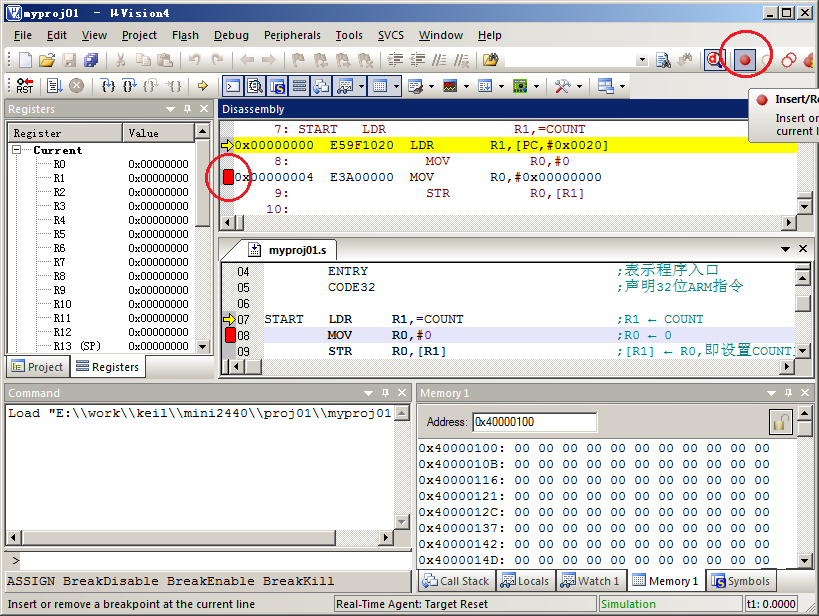 myproj01 - µVision4
File Edit View Project Flash Debug Peripherals Tools SVCS Window Help
RST
Insert/Re
Insert or
current l
Registers
Register Value
Current
R0 0x00000000
R1 0x00000000
R2 0x00000000
R3 0x00000000
R4 0x00000000
R5 0x00000000
R6 0x00000000
R7 0x00000000
R8 0x00000000
R9 0x00000000
R10 0x00000000
R11 0x00000000
R12 0x00000000
R13 (SP) 0x00000000
Project Registers
Disassembly
7: START LDR R1,=COUNT
0x00000000 E59F1020 LDR R1,[PC,#0x0020]
8: MOV R0,#0
0x00000004 E3A00000 MOV R0,#0x00000000
9: STR R0,[R1]
10:
myproj01.s
04 ENTRY ;表示程序入口
05 CODE32 ;声明32位ARM指令
06
07 START LDR R1,=COUNT ;R1 ← COUNT
08 MOV R0,#0 ;R0 ← 0
09 STR R0,[R1] ;[R1] ← R0,即设置COUNT
Command
Load "E:\\work\\keil\\mini2440\\proj01\\myproj01
>
ASSIGN BreakDisable BreakEnable BreakKill
Memory 1
Address: 0x40000100
0x40000100: 00 00 00 00 00 00 00 00 00 00 00
0x4000010B: 00 00 00 00 00 00 00 00 00 00 00
0x40000116: 00 00 00 00 00 00 00 00 00 00 00
0x40000121: 00 00 00 00 00 00 00 00 00 00 00
0x4000012C: 00 00 00 00 00 00 00 00 00 00 00
0x40000137: 00 00 00 00 00 00 00 00 00 00 00
0x40000142: 00 00 00 00 00 00 00 00 00 00 00
0x4000014D: 00 00 00 00 00 00 00 00 00 00 00
Call Stack Locals Watch 1 Memory 1 Symbols
Insert or remove a breakpoint at the current line Real-Time Agent: Target Reset Simulation t1: 0.0000